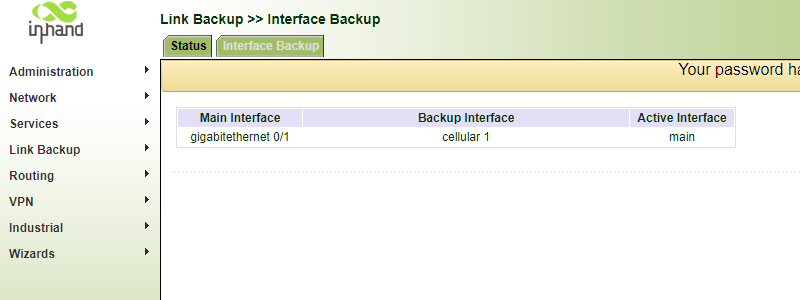 inhand
Link Backup >> Interface Backup
Status Interface Backup
Your password ha
Administration
Network
Services
Link Backup
Routing
VPN
Industrial
Wizards
Main Interface Backup Interface Active Interface
gigabitethernet 0/1 cellular 1 main